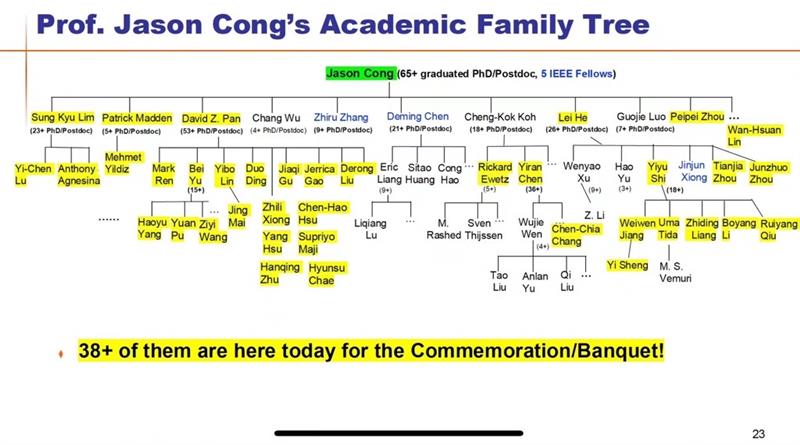 Prof. Jason Cong's Academic Family Tree
Jason Cong (65+ graduated PhD/Postdoc, 5 IEEE Fellows)
Sung Kyu Lim Patrick Madden David Z. Pan Chang Wu Zhiru Zhang Deming Chen Cheng-Kok Koh Lei He Guojie Luo Peipei Zhou ...
(23+ PhD/Postdoc) (5+ PhD/Postdoc) (53+ PhD/Postdoc) (4+ PhD/Postdoc) (9+ PhD/Postdoc) (21+ PhD/Postdoc) (18+ PhD/Postdoc) (26+ PhD/Postdoc) (7+ PhD/Postdoc)
Wan-Hsuan
Lin
Mehmet
Yildiz
Yi-Chen Anthony Mark Bei Yibo Duo Jiaqi Jerrica Derong Eric Sitao Cong ... Rickard Yiran ... Wenyao Hao Yiyu Jinjun Tianjia Junzhuo
Lu Agnesina Ren Yu Lin Ding Gu Gao Liu Liang Huang Hao Ewetz Chen Xu Yu Shi Xiong Zhou Zhou
(15+) (9+) (5+) (36+) (9+) (3+) (18+)
...... Haoyu Yuan Ziyi ... Jing Zhili Chen-Hao Liqiang ... M. Sven ... Wujie Chen-Chia Z. Li Weiwen Uma Zhiding Boyang Ruiyang
Yang Pu Wang Mai Xiong Hsu Lu Rashed Thijssen Wen Chang Jiang Tida Liang Li Qiu
(4+)
Yang Supriyo
Hsu Maji
Hanqing Hyunsu Tao Anlan Qi ... Yi Sheng M. S.
Zhu Chae Liu Yu Liu Vemuri
♦ 38+ of them are here today for the Commemoration/Banquet!
23